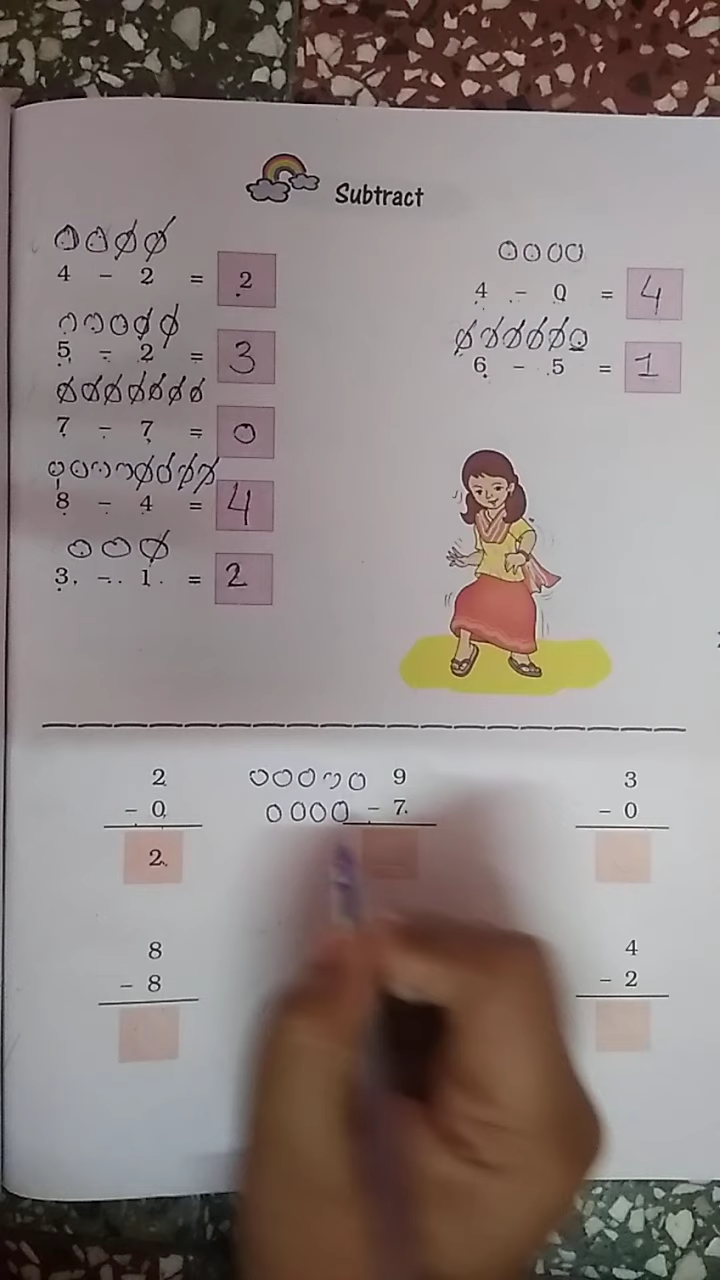 Subtract
4 - 2 = 2
5 - 2 = 3
7 - 7 = 0
8 - 4 = 4
3 - 1 = 2
4 - 0 = 4
6 - 5 = 1
2
- 0
2
9
- 7
3
- 0
8
- 8
4
- 2